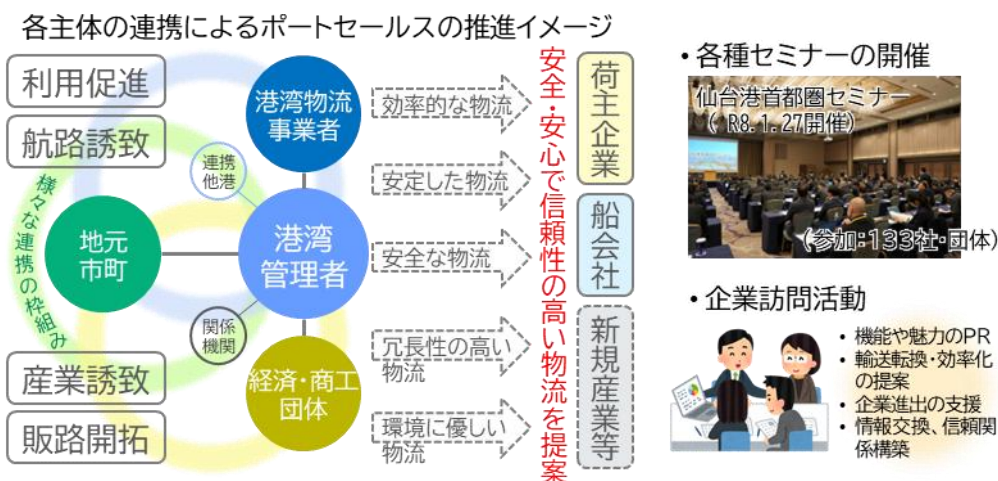 各主体の連携によるポートセールスの推進イメージ
利用促進
航路誘致
様々な連携の枠組み
産業誘致
販路開拓
地元
市町
港湾物流
事業者
連携
他港
港湾
管理者
関係
機関
経済・商工
団体
効率的な物流
安定した物流
安全な物流
冗長性の高い
物流
環境に優しい
物流
安全・安心で信頼性の高い物流を提案
荷主企業
船会社
新規産業等
・各種セミナーの開催
仙台港首都圏セミナー
( R8.1.27開催)
(参加:133社・団体)
・企業訪問活動
・機能や魅力のPR
・輸送転換・効率化
の提案
・企業進出の支援
・情報交換、信頼関
係構築